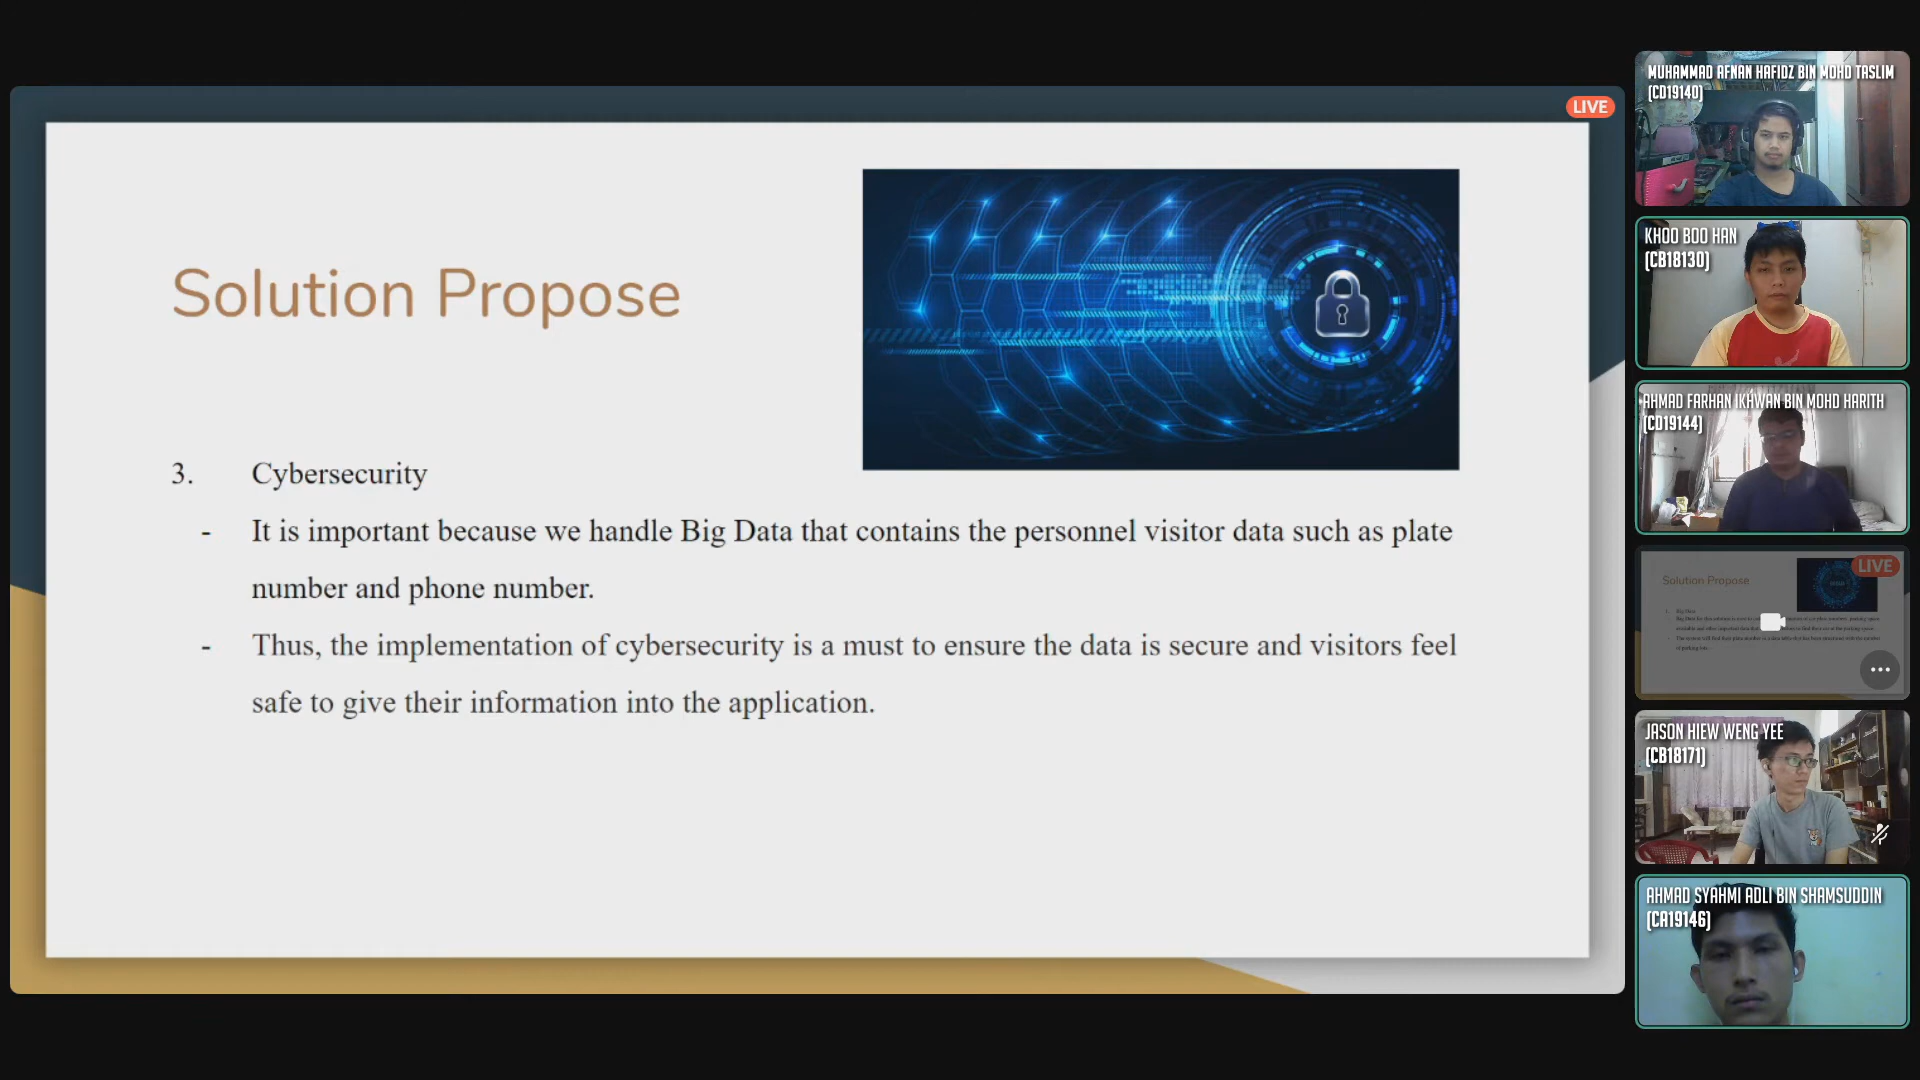 LIVE
Solution Propose
3. Cybersecurity
- It is important because we handle Big Data that contains the personnel visitor data such as plate
number and phone number.
- Thus, the implementation of cybersecurity is a must to ensure the data is secure and visitors feel
safe to give their information into the application.
MUHAMMAD AFNAN HAFIDZ BIN MOHD TASLIM
(CD19140)
KHOO BOO HAN
(CB18130)
AHMAD FARHAN IKHWAN BIN MOHD HARITH
(CD19144)
LIVE
Solution Propose
JASON HIEW WENG YEE
(CB18171)
AHMAD SYAHMI ADLI BIN SHAMSUDDIN
(CA19146)